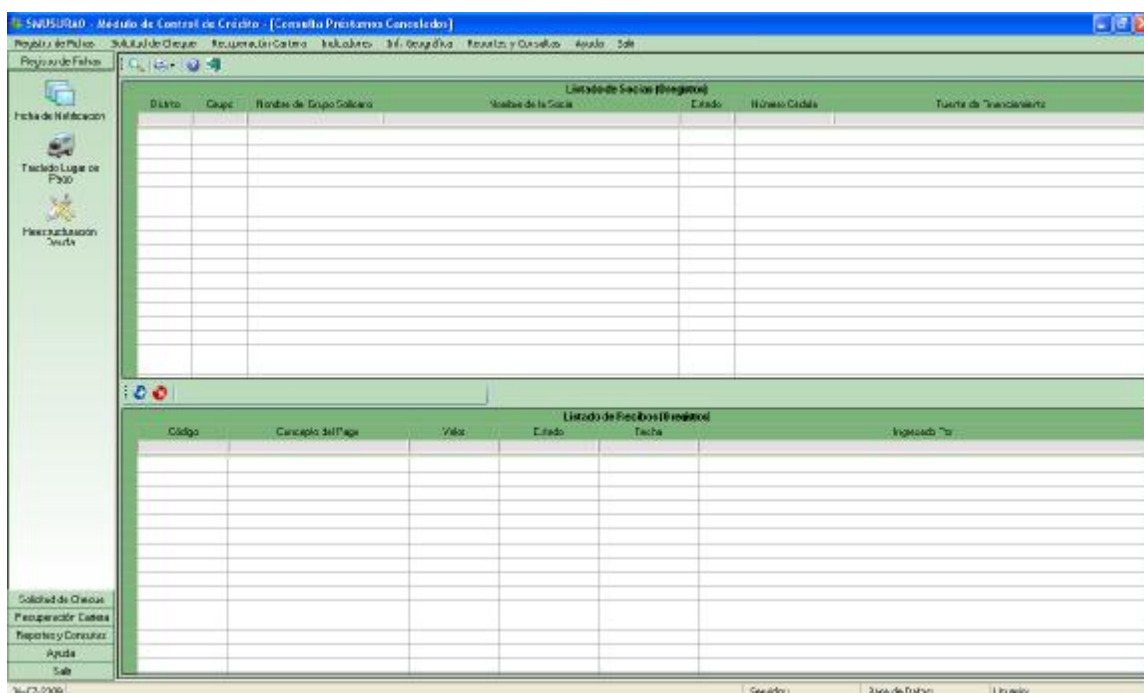 SMUSURA0 - Módulo de Control de Crédito - [Consulta Préstamos Cancelados]
Registro de Fichas Solicitud de Cheque Recuperación Cartera Indicadores Inf. Geográfica Reportes y Consultas Ayuda Salir
Registro de Fichas
Ficha de Notificación
Traslado Lugar de
Pago
Reestructuración
Deuda
Listado de Socias (0 registros)
Distrito Grupo Nombre de Grupo Solidario Nombre de la Socia Estado Número Cédula Fuente de Financiamiento
Listado de Recibos (0 registros)
Código Concepto del Pago Valor Estado Fecha Ingresado Por
Solicitud de Cheque
Recuperación Cartera
Reportes y Consultas
Ayuda
Salir
Servidor: Base de Datos: Usuario: